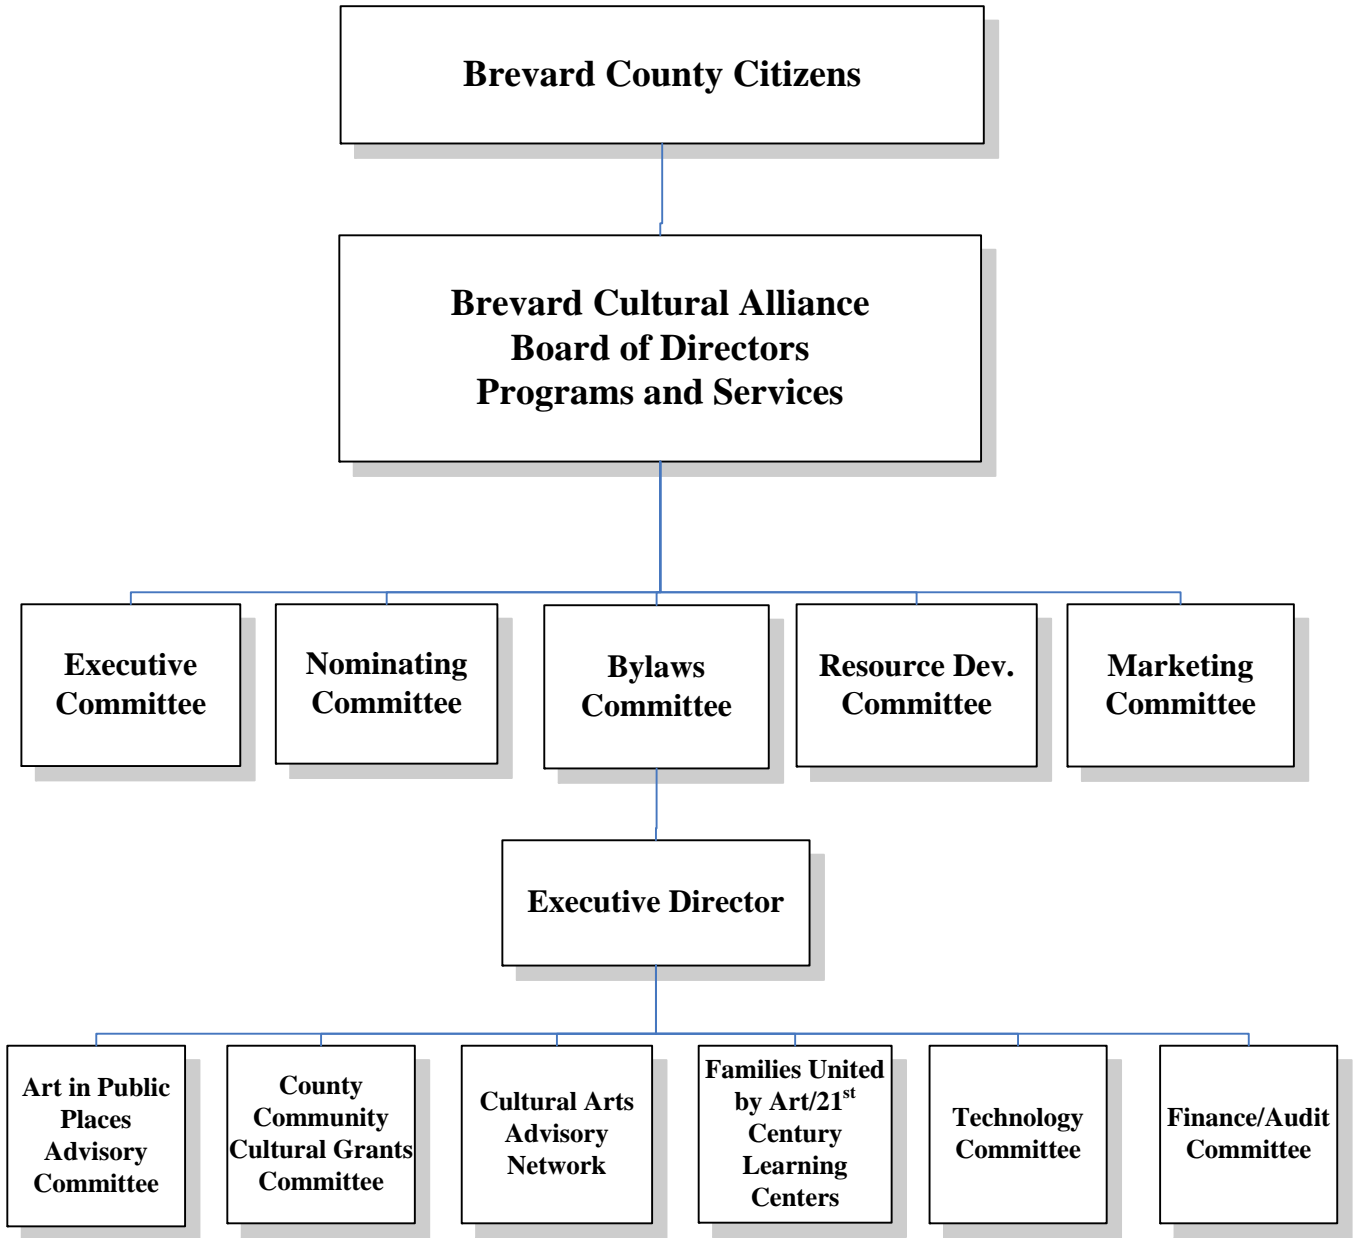 Brevard County Citizens
Brevard Cultural Alliance
Board of Directors
Programs and Services
Executive
Committee
Nominating
Committee
Bylaws
Committee
Resource Dev.
Committee
Marketing
Committee
Executive Director
Art in Public
Places
Advisory
Committee
County
Community
Cultural Grants
Committee
Cultural Arts
Advisory
Network
Families United
by Art/21st
Century
Learning
Centers
Technology
Committee
Finance/Audit
Committee